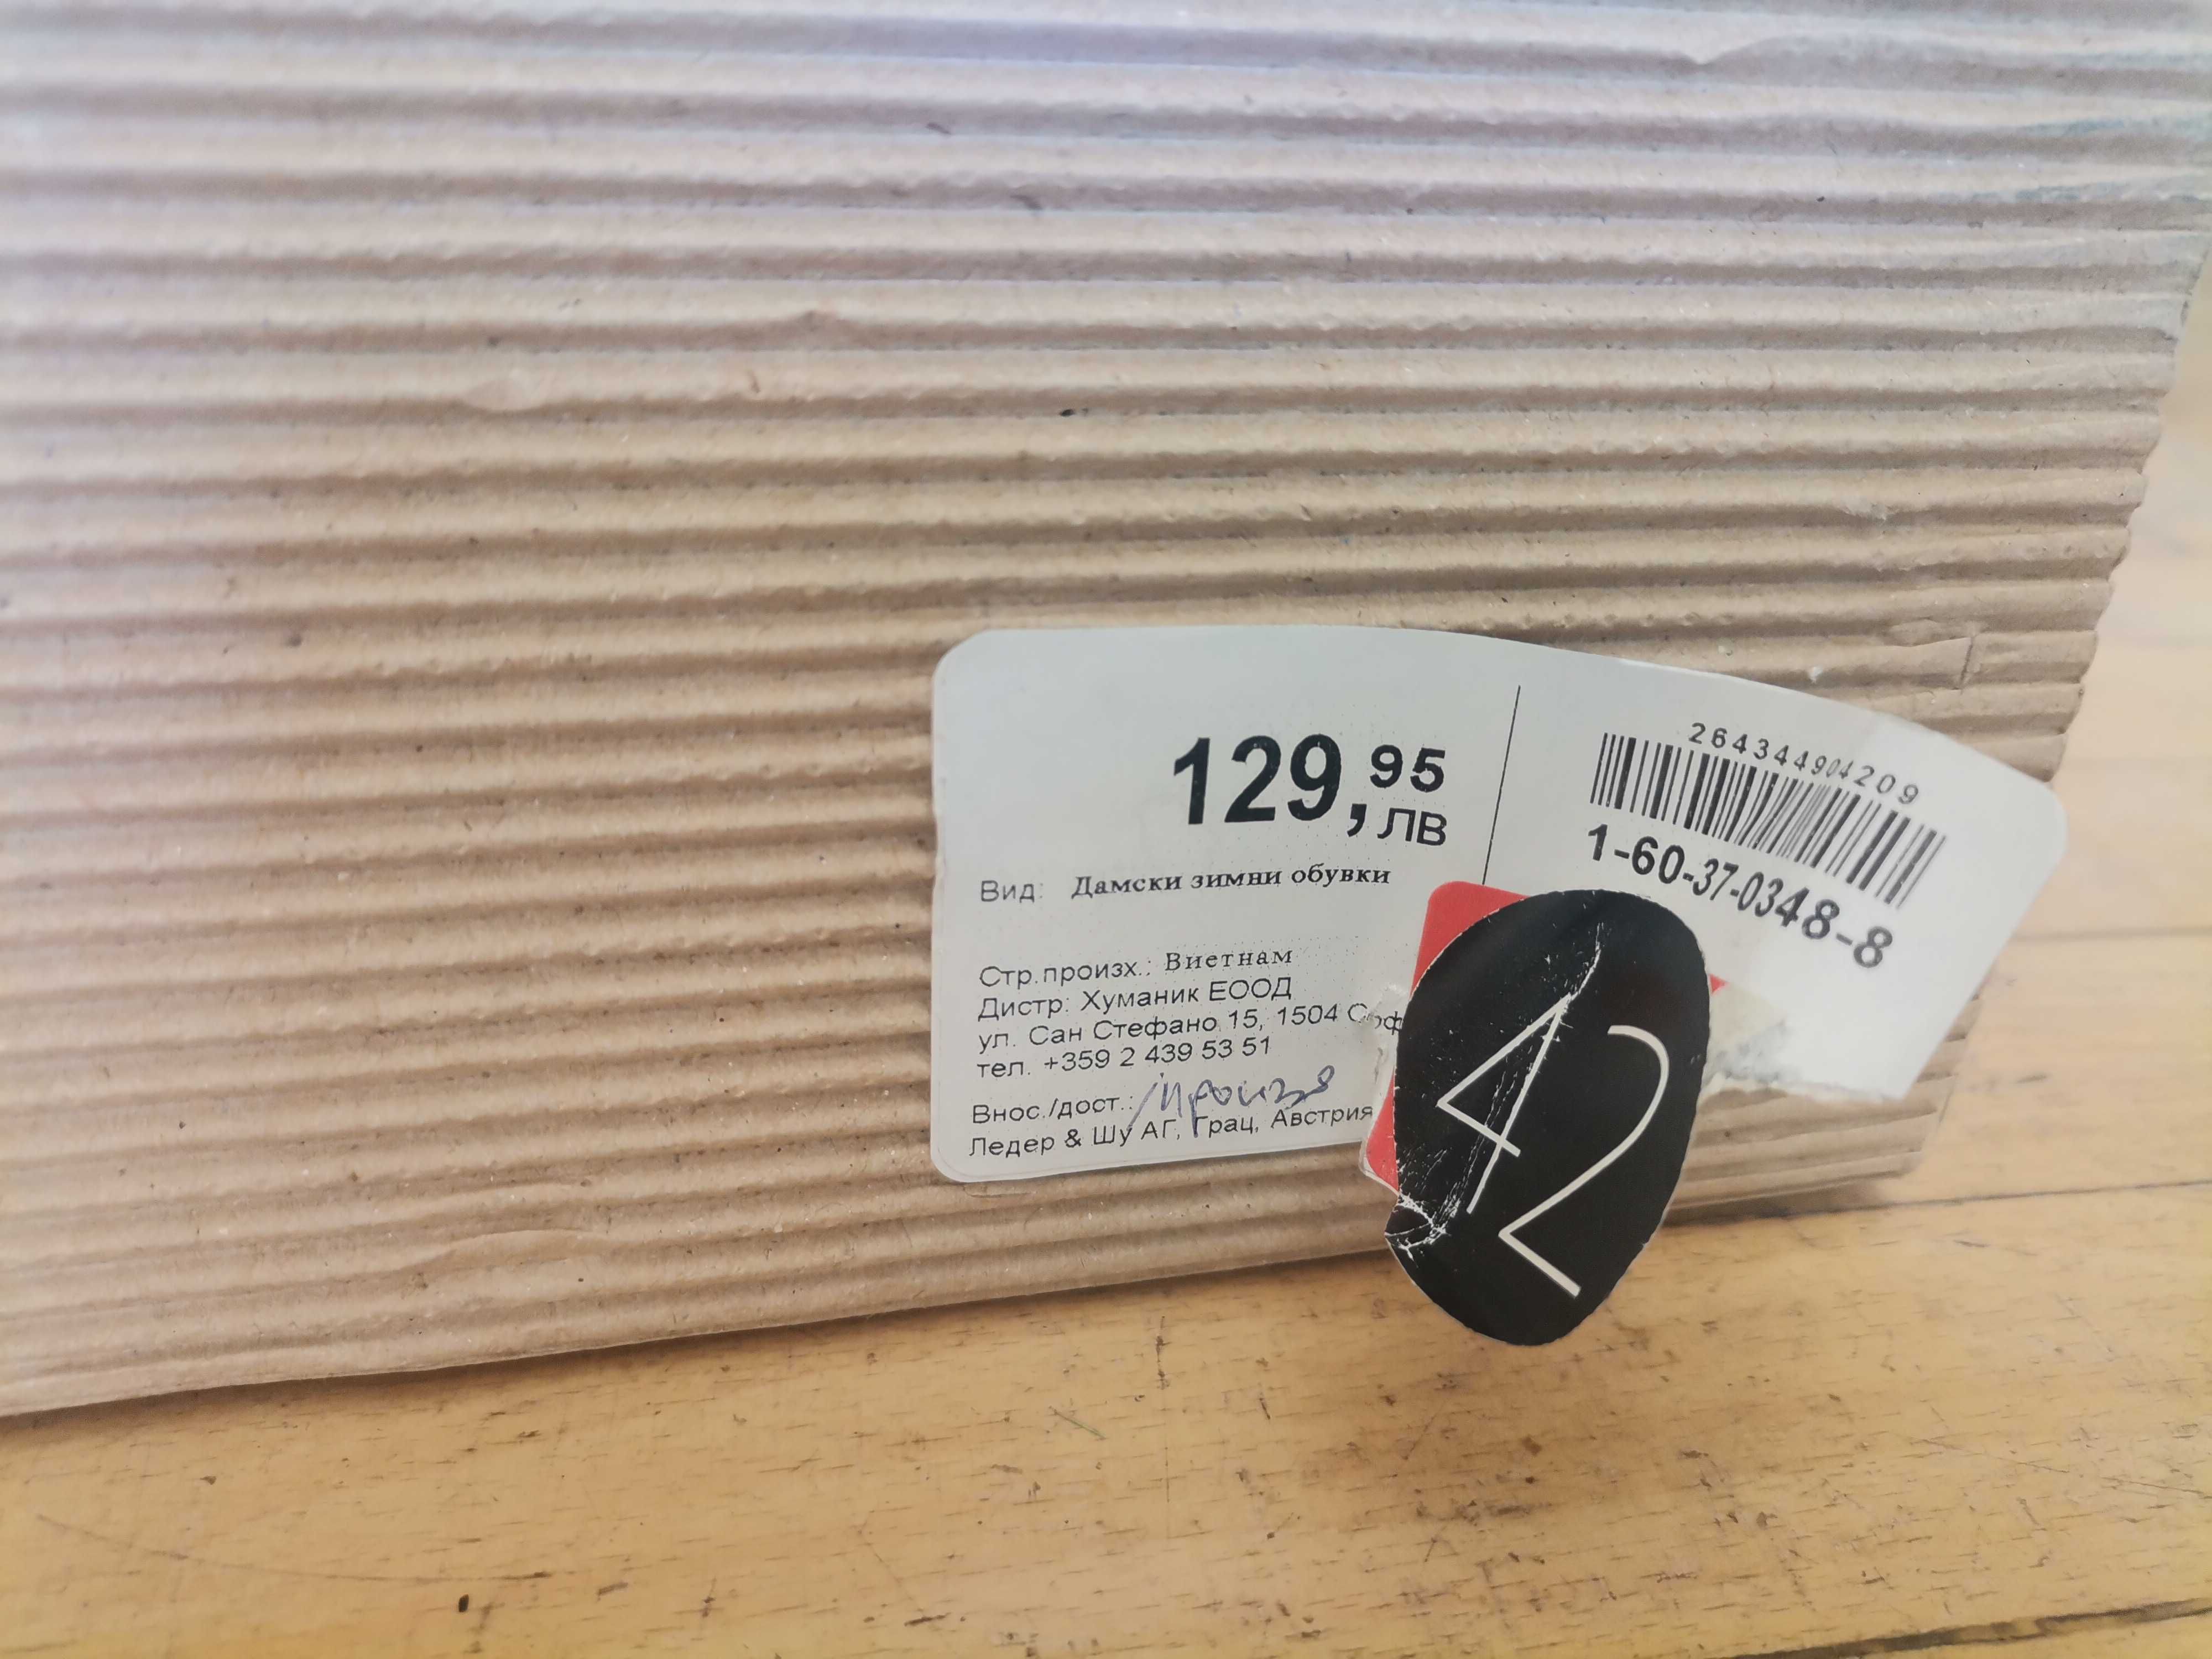 129,95 ЛВ
Вид: Дамски зимни обувки
Стр.произх.: Виетнам
Дистр: Хуманик ЕООД
ул. Сан Стефано 15, 1504 Соф
тел. +359 2 439 53 51
Внос./дост.:
Ледер & Шу АГ, Грац, Австрия
264344904209
1-60-37-0348-8
42